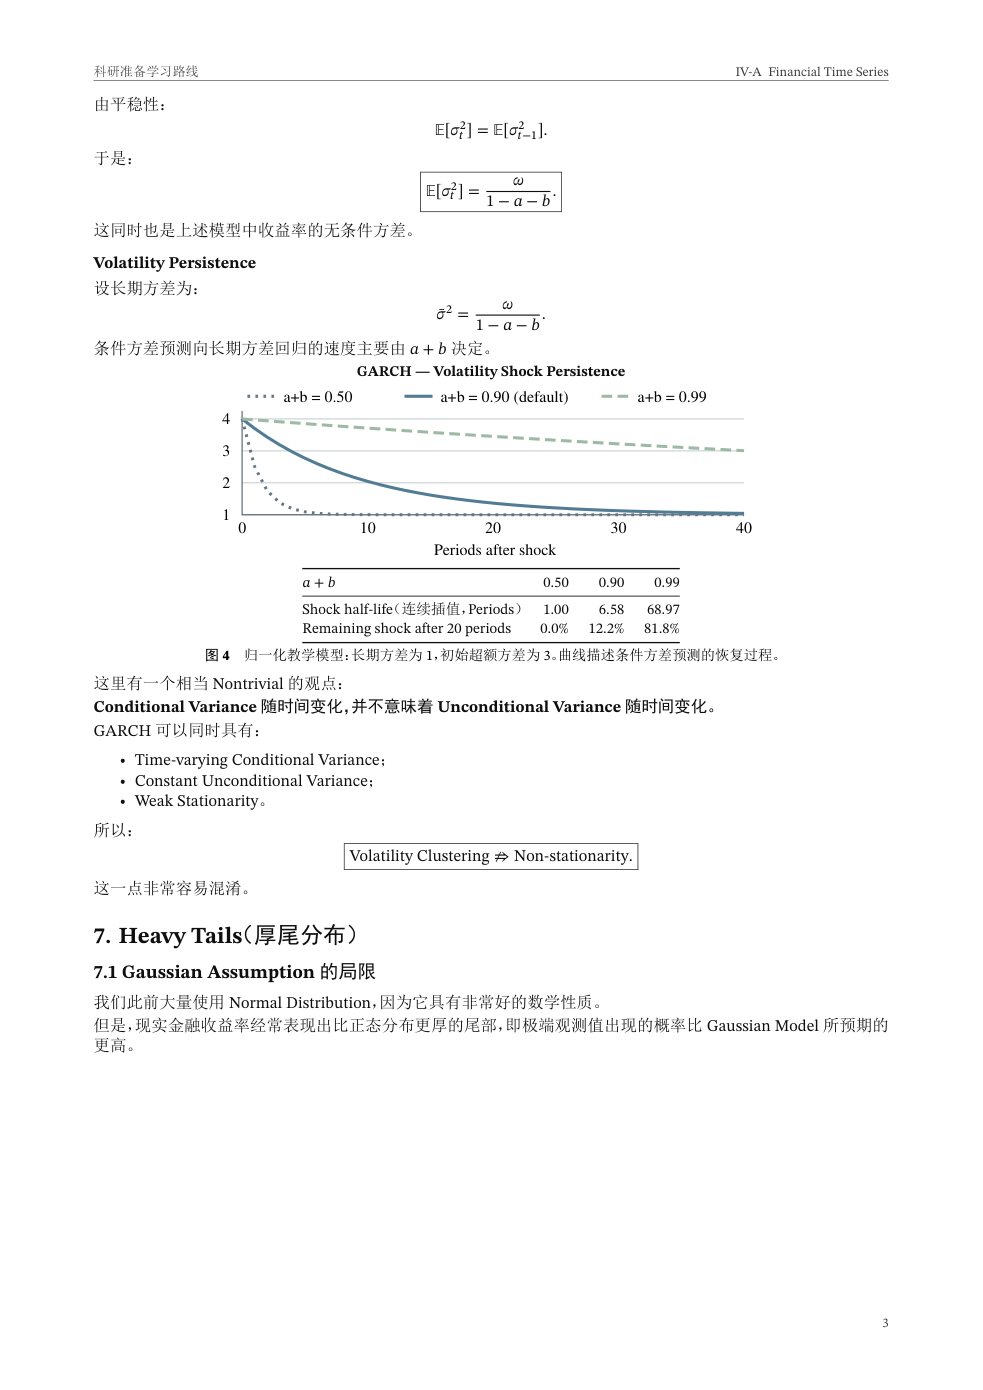 科研准备学习路线
IV-A Financial Time Series
由平稳性：
𝔼[σ_t^2] = 𝔼[σ_{t−1}^2].
于是：
𝔼[σ_t^2] = ω / (1 − a − b).
这同时也是上述模型中收益率的无条件方差。
Volatility Persistence
设长期方差为：
σ̄^2 = ω / (1 − a − b).
条件方差预测向长期方差回归的速度主要由 a + b 决定。
GARCH — Volatility Shock Persistence
a+b = 0.50 a+b = 0.90 (default) a+b = 0.99
4
3
2
1
0 10 20 30 40
Periods after shock
a + b 0.50 0.90 0.99
Shock half-life（连续插值，Periods） 1.00 6.58 68.97
Remaining shock after 20 periods 0.0% 12.2% 81.8%
图 4 归一化教学模型：长期方差为 1，初始超额方差为 3。曲线描述条件方差预测的恢复过程。
这里有一个相当 Nontrivial 的观点：
Conditional Variance 随时间变化，并不意味着 Unconditional Variance 随时间变化。
GARCH 可以同时具有：
• Time-varying Conditional Variance；
• Constant Unconditional Variance；
• Weak Stationarity。
所以：
Volatility Clustering ⇏ Non-stationarity.
这一点非常容易混淆。
7. Heavy Tails（厚尾分布）
7.1 Gaussian Assumption 的局限
我们此前大量使用 Normal Distribution，因为它具有非常好的数学性质。
但是，现实金融收益率经常表现出比正态分布更厚的尾部，即极端观测值出现的概率比 Gaussian Model 所预期的
更高。
3